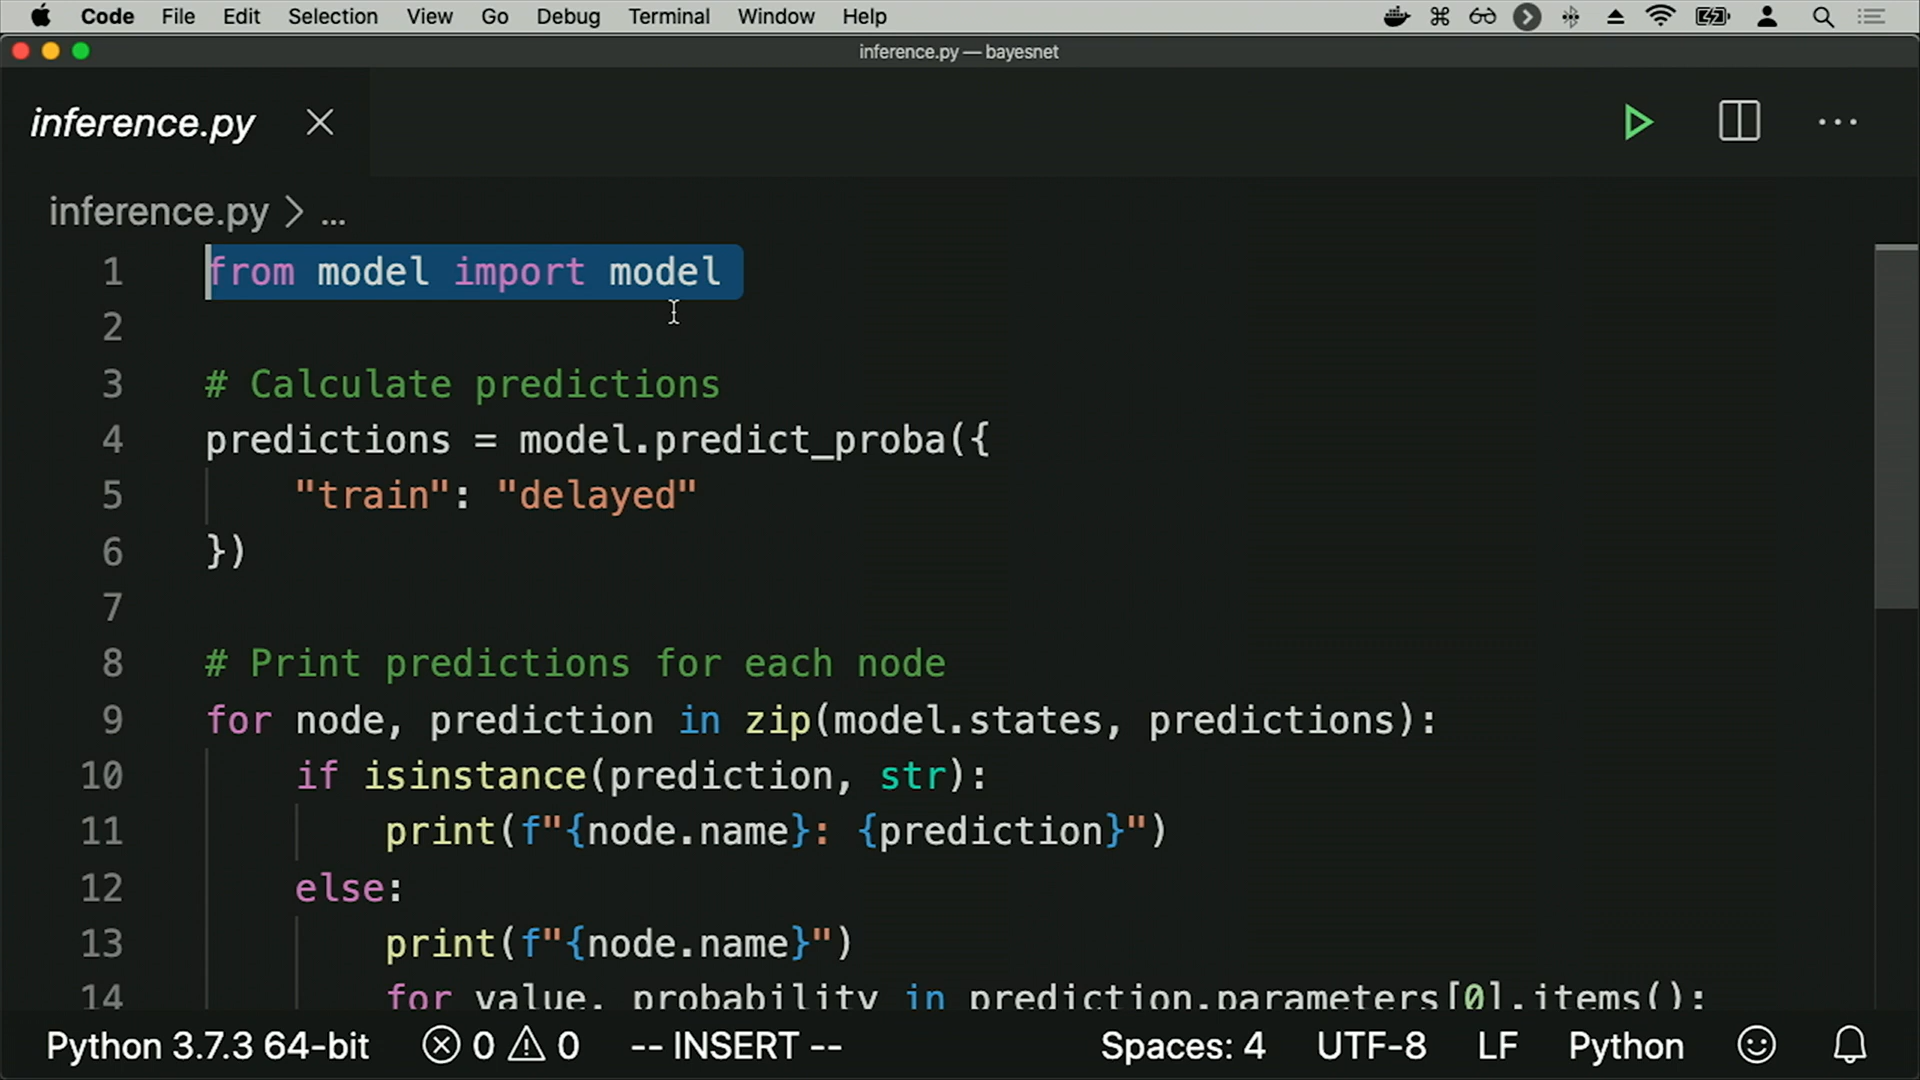 Code File Edit Selection View Go Debug Terminal Window Help
inference.py — bayesnet
inference.py
inference.py > ...
1 from model import model
2
3 # Calculate predictions
4 predictions = model.predict_proba({
5     "train": "delayed"
6 })
7
8 # Print predictions for each node
9 for node, prediction in zip(model.states, predictions):
10     if isinstance(prediction, str):
11         print(f"{node.name}: {prediction}")
12     else:
13         print(f"{node.name}")
14         for value, probability in prediction.parameters[0].items():
Python 3.7.3 64-bit 0 0 -- INSERT -- Spaces: 4 UTF-8 LF Python